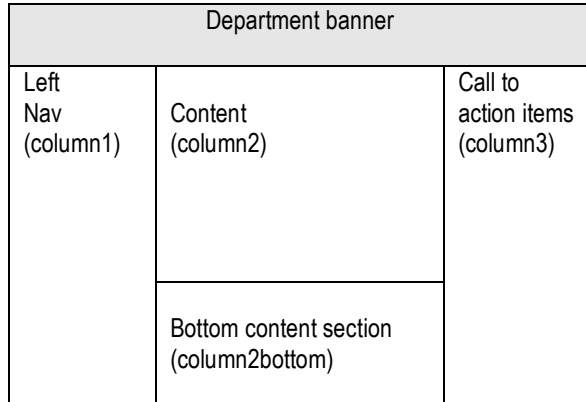 Department banner
Left
Nav
(column1)
Content
(column2)
Call to
action items
(column3)
Bottom content section
(column2bottom)